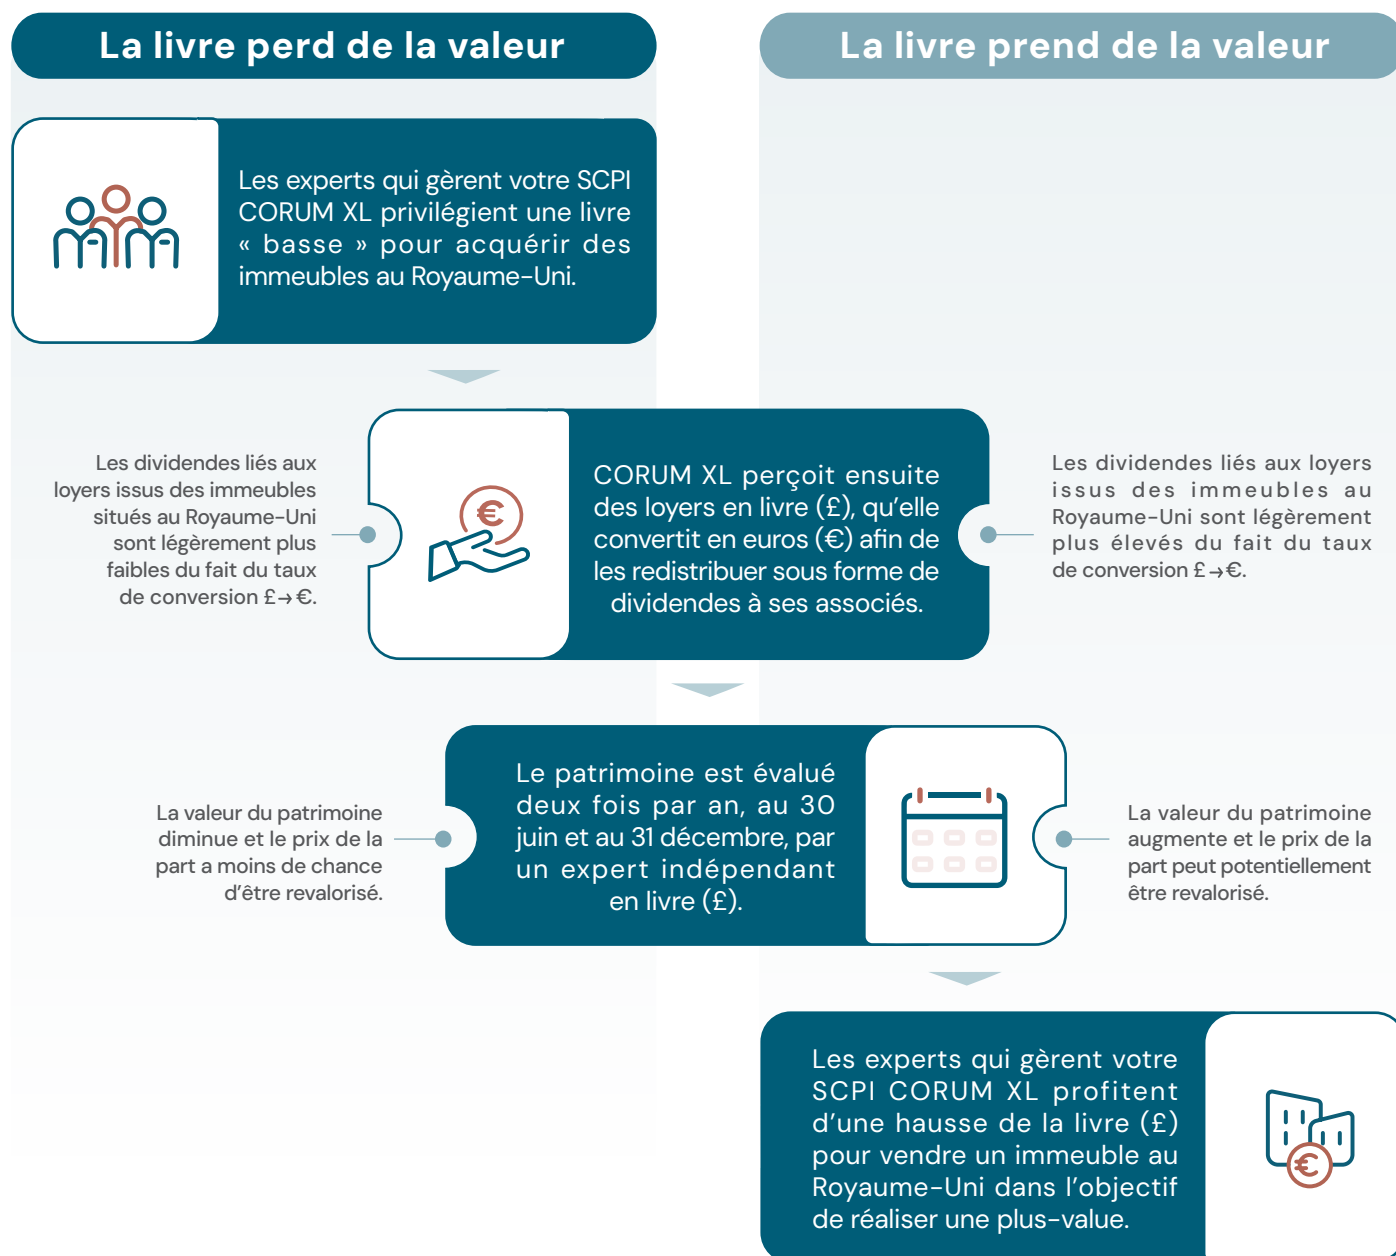 La livre perd de la valeur
La livre prend de la valeur
Les experts qui gèrent votre SCPI
CORUM XL privilégient une livre
« basse » pour acquérir des
immeubles au Royaume-Uni.
Les dividendes liés aux
loyers issus des immeubles
situés au Royaume-Uni
sont légèrement plus
faibles du fait du taux
de conversion £→€.
€
CORUM XL perçoit ensuite
des loyers en livre (£), qu’elle
convertit en euros (€) afin de
les redistribuer sous forme de
dividendes à ses associés.
Les dividendes liés aux loyers
issus des immeubles au
Royaume-Uni sont légèrement
plus élevés du fait du taux
de conversion £→€.
La valeur du patrimoine
diminue et le prix de la
part a moins de chance
d’être revalorisé.
Le patrimoine est évalué
deux fois par an, au 30
juin et au 31 décembre, par
un expert indépendant
en livre (£).
La valeur du patrimoine
augmente et le prix de la
part peut potentiellement
être revalorisé.
Les experts qui gèrent votre
SCPI CORUM XL profitent
d’une hausse de la livre (£)
pour vendre un immeuble au
Royaume-Uni dans l’objectif
de réaliser une plus-value.
€